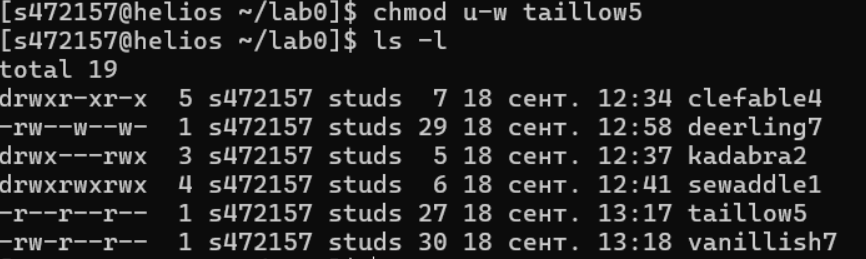 [s472157@helios ~/lab0]$ chmod u-w taillow5
[s472157@helios ~/lab0]$ ls -l
total 19
drwxr-xr-x  5 s472157 studs  7 18 сент. 12:34 clefable4
-rw--w--w-  1 s472157 studs 29 18 сент. 12:58 deerling7
drwx---rwx  3 s472157 studs  5 18 сент. 12:37 kadabra2
drwxrwxrwx  4 s472157 studs  6 18 сент. 12:41 sewaddle1
-r--r--r--  1 s472157 studs 27 18 сент. 13:17 taillow5
-rw-r--r--  1 s472157 studs 30 18 сент. 13:18 vanillish7